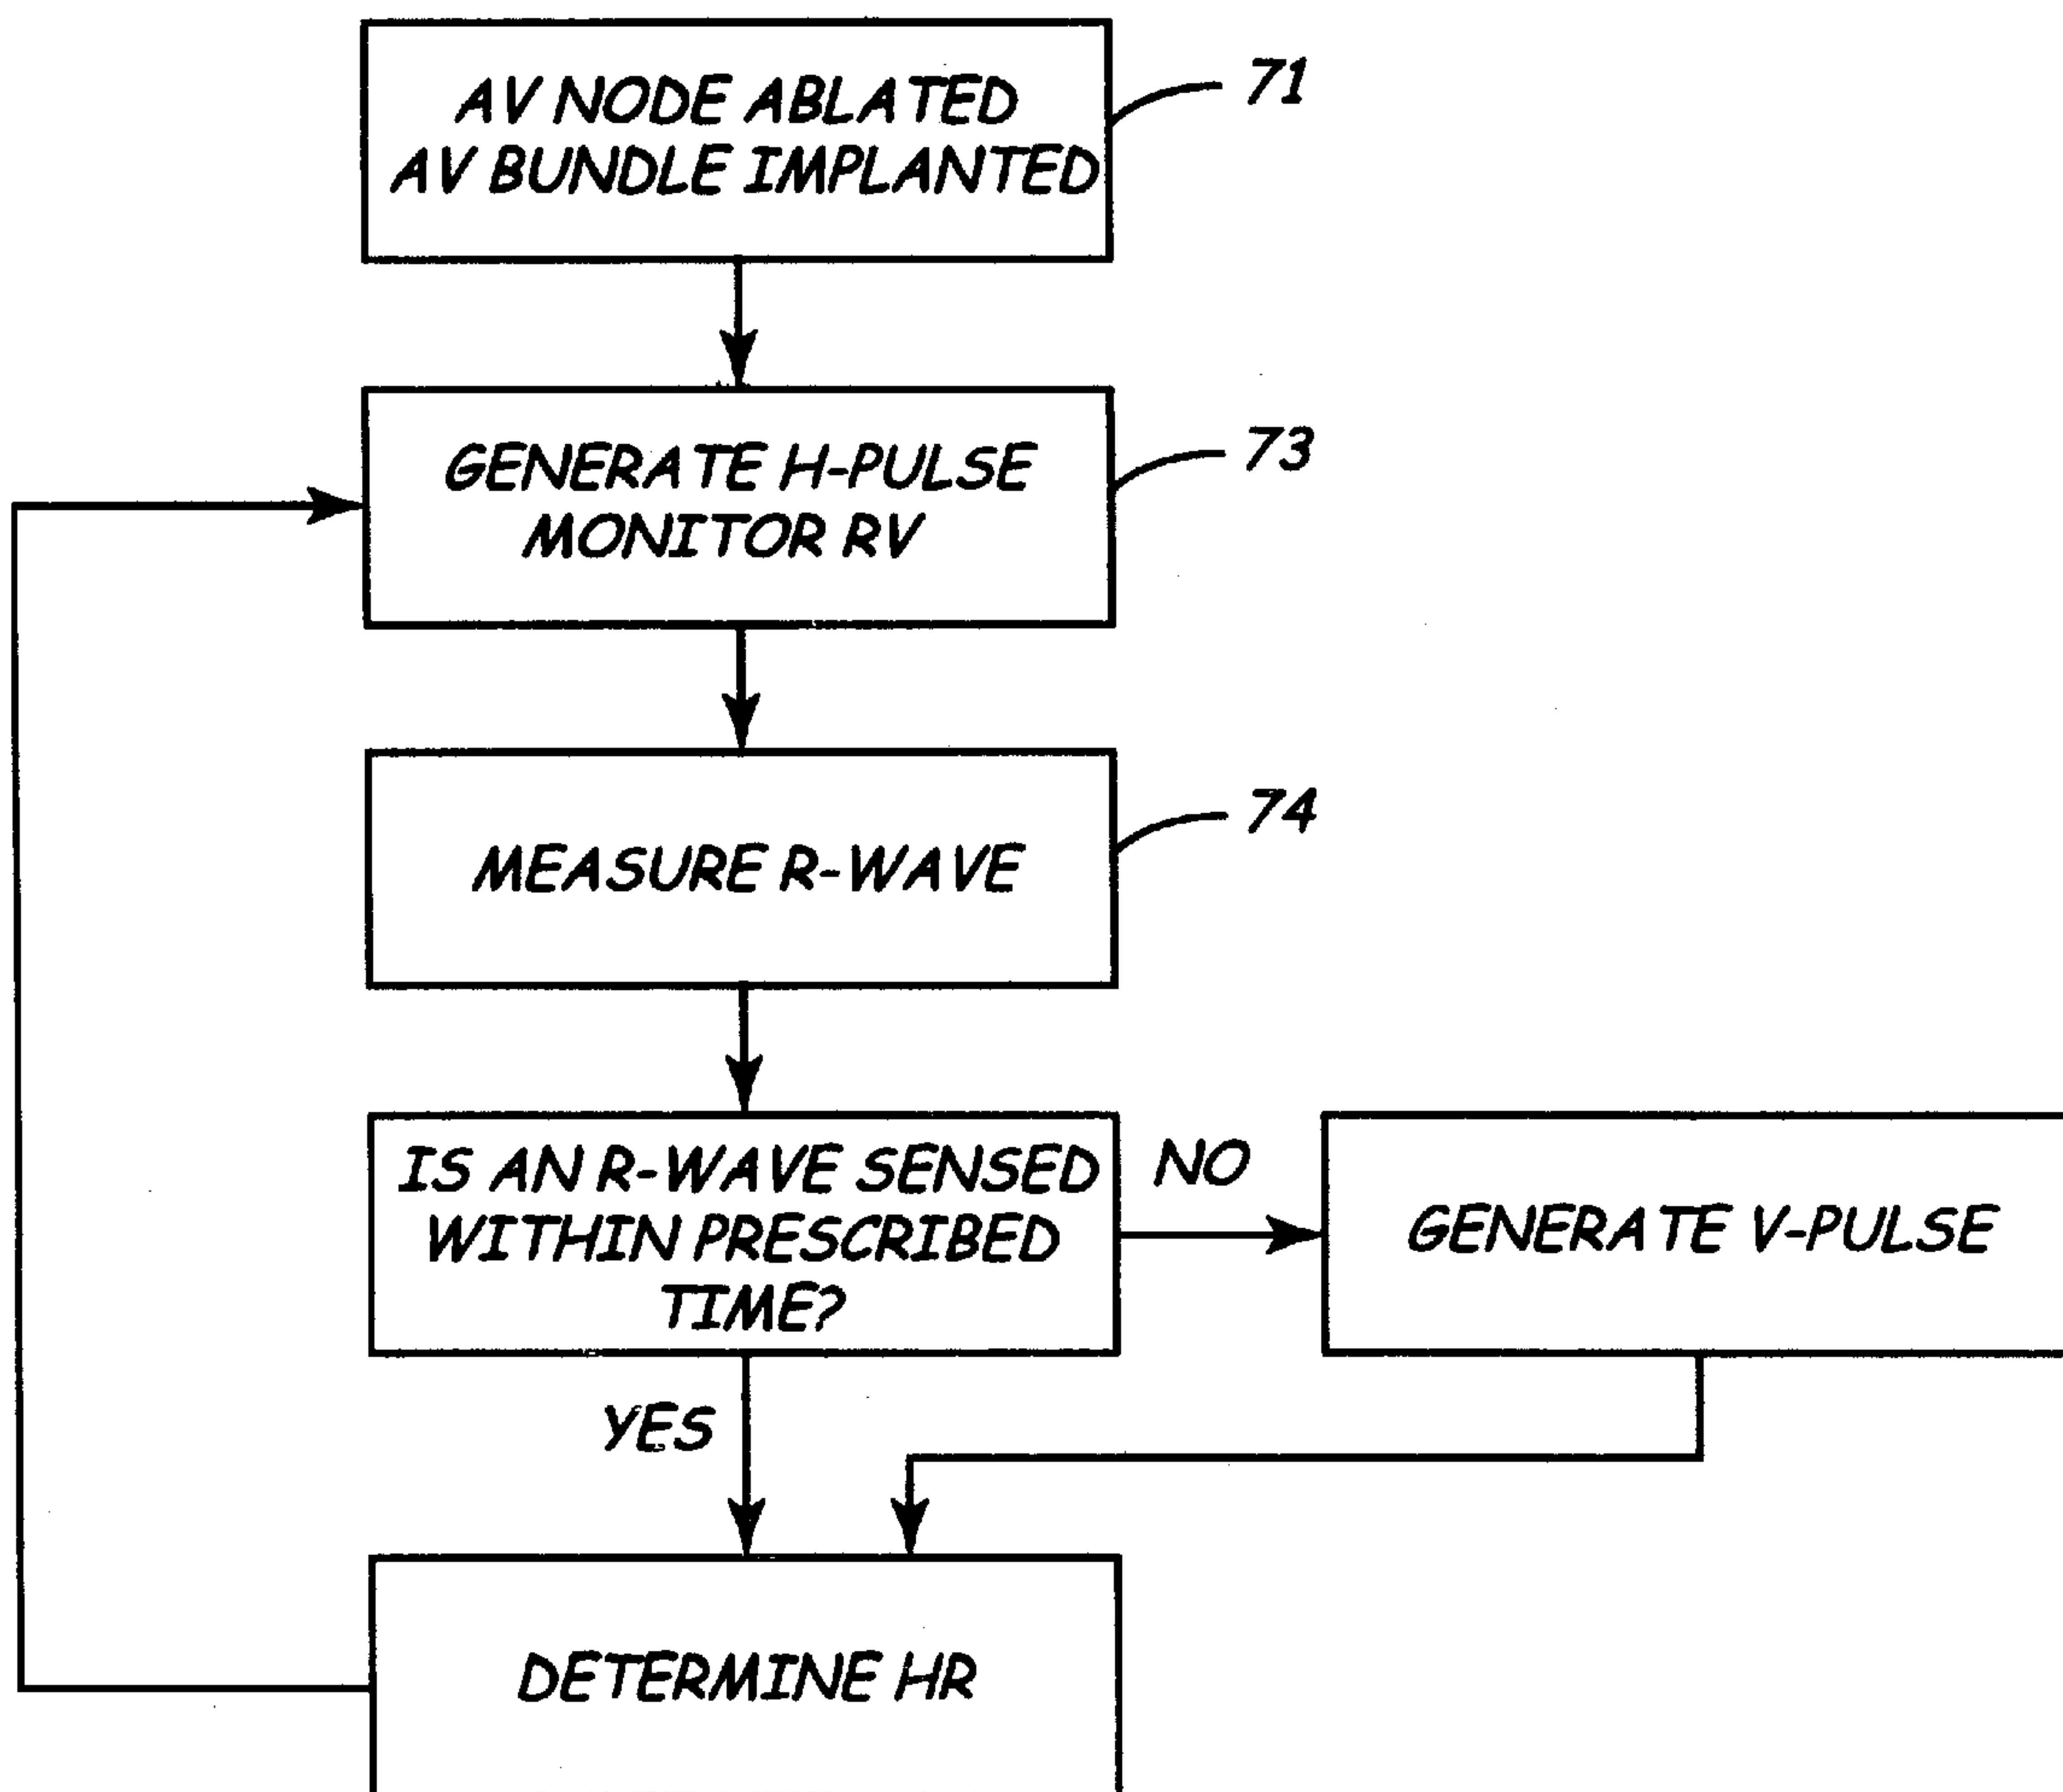 AV NODE ABLATED
AV BUNDLE IMPLANTED
71
GENERATE H-PULSE
MONITOR RV
73
MEASURE R-WAVE
74
IS AN R-WAVE SENSED
WITHIN PRESCRIBED
TIME?
NO
GENERATE V-PULSE
YES
DETERMINE HR